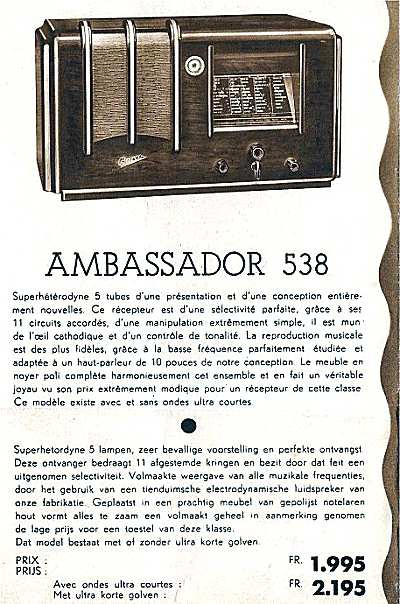 AMBASSADOR 538
Superhétérodyne 5 tubes d'une présentation et d'une conception entière-
ment nouvelles. Ce récepteur est d'une sélectivité parfaite, grâce à ses
11 circuits accordés, d'une manipulation extrêmement simple, il est mun
de l'œil cathodique et d'un contrôle de tonalité. La reproduction musicale
est des plus fidèles, grâce à la basse fréquence parfaitement étudiée et
adaptée à un haut-parleur de 10 pouces de notre conception. Le meuble en
noyer poli complète harmonieusement cet ensemble et en fait un véritable
joyau vu son prix extrêmement modique pour un récepteur de cette classe
Ce modèle existe avec et sans ondes ultra courtes
Superhetordyne 5 lampen, zeer bevallige voorstelling en perfekte ontvangst
Deze ontvanger bedraagt 11 afgestemde kringen en bezit door dat feit een
uitgenomen selectiviteit. Volmaakte weergave van alle muzikale frequenties,
door het gebruik van een tienduimsche electrodynamische luidspreker van
onze fabrikatie. Geplaatst in een prachtig meubel van gepolijst notelaren
hout vormt alles te zaam een volmaakt geheel in aanmerking genomen
de lage prijs voor een toestel van deze klasse.
Dat model bestaat met of zonder ultra korte golven.
PRIX : FR. 1.995
PRIJS :
Avec ondes ultra courtes : FR. 2.195
Met ultra korte golven :